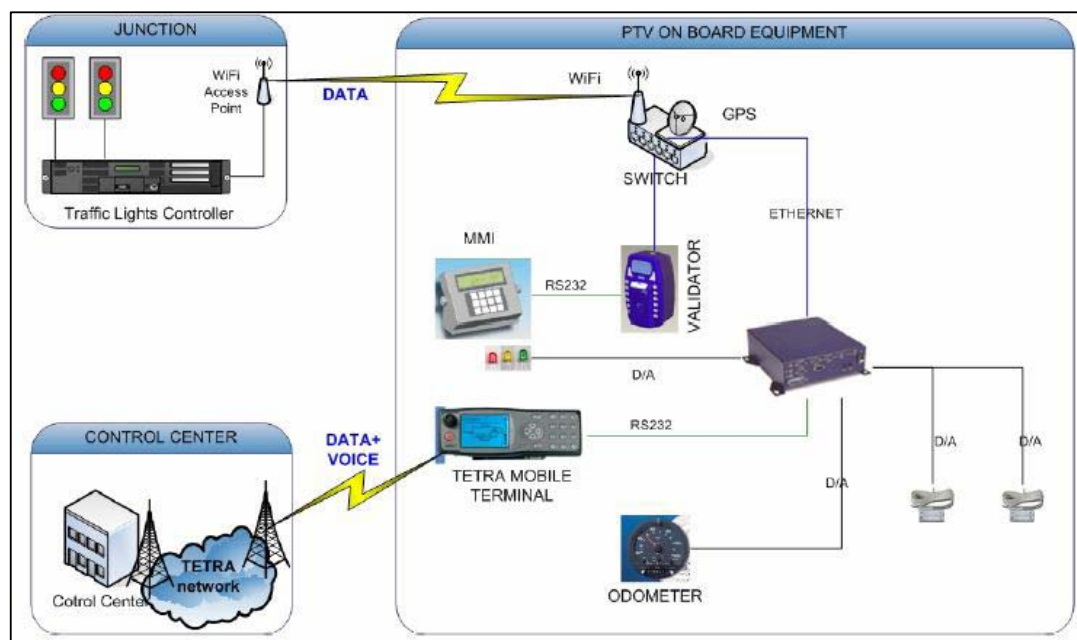 JUNCTION
WiFi
Access
Point
Traffic Lights Controller
DATA
PTV ON BOARD EQUIPMENT
WiFi
GPS
SWITCH
ETHERNET
MMI
RS232
VALIDATOR
D/A
RS232
TETRA MOBILE
TERMINAL
D/A
D/A
D/A
ODOMETER
CONTROL CENTER
DATA+
VOICE
TETRA
network
Cotrol Center